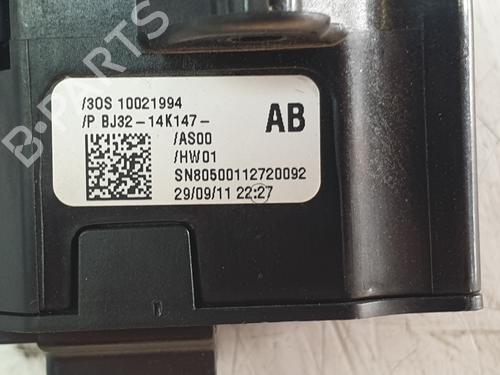 B-PARTS
/3OS 10021994
/P BJ32-14K147-
AB
/AS00
/HW01
SN80500112720092
29/09/11 22:27